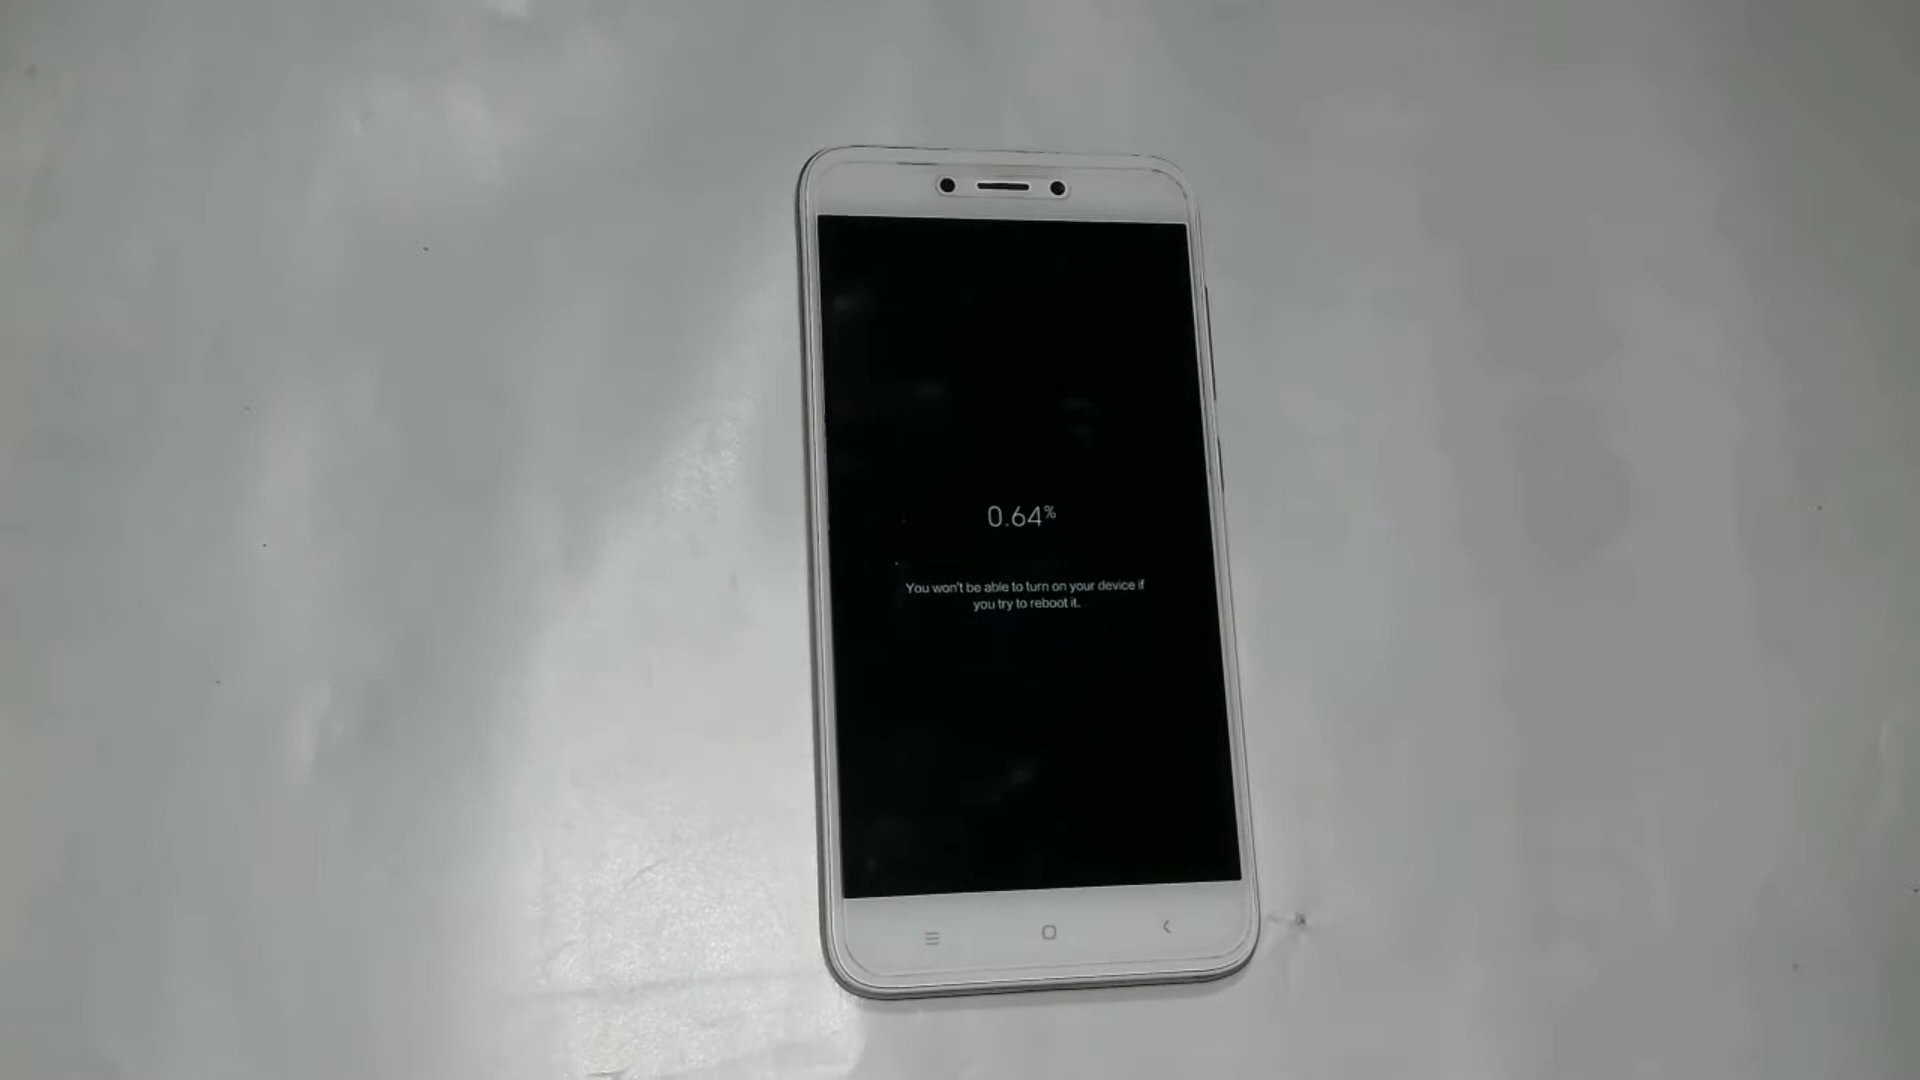 0.64%
You won't be able to turn on your device if
you try to reboot it.